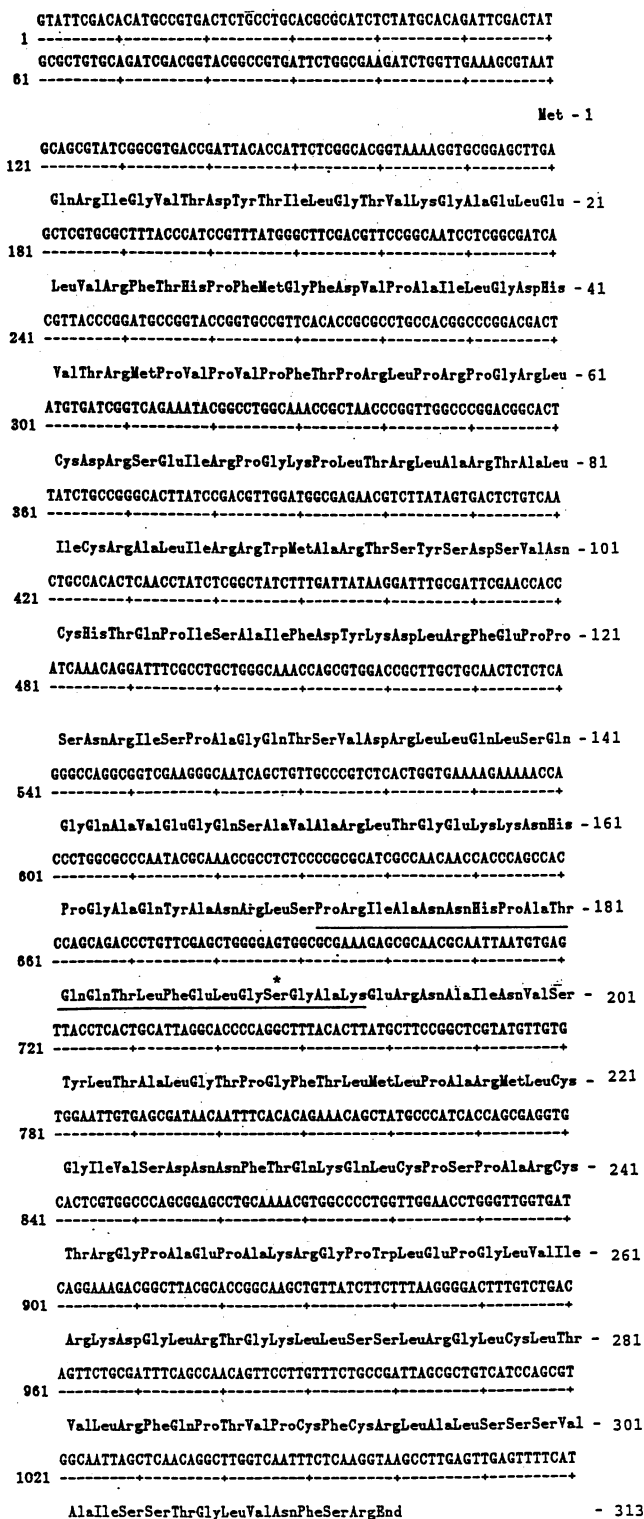 GTATTCGACACATGCCGTGACTCTGCCTGCACGCGCATCTCTATGCACAGATTCGACTAT
1 ---------+---------+---------+---------+---------+---------+
GCGCTGTGCAGATCGACGGTACGGCCGTGATTCTGGCGAAGATCTGGTTGAAAGCGTAAT
61 ---------+---------+---------+---------+---------+---------+
Met - 1
GCAGCGTATCGGCGTGACCGATTACACCATTCTCGGCACGGTAAAAGGTGCGGAGCTTGA
121 ---------+---------+---------+---------+---------+---------+
GlnArgIleGlyValThrAspTyrThrIleLeuGlyThrValLysGlyAlaGluLeuGlu - 21
GCTCGTGCGCTTTACCCATCCGTTTATGGGCTTCGACGTTCCGGCAATCCTCGGCGATCA
181 ---------+---------+---------+---------+---------+---------+
LeuValArgPheThrHisProPheMetGlyPheAspValProAlaIleLeuGlyAspHis - 41
CGTTACCCGGATGCCGGTACCGGTGCCGTTCACACCGCGCCTGCCACGGCCCGGACGACT
241 ---------+---------+---------+---------+---------+---------+
ValThrArgMetProValProValProPheThrProArgLeuProArgProGlyArgLeu - 61
ATGTGATCGGTCAGAAATACGGCCTGGCAAACCGCTAACCCGGTTGGCCCGGACGGCACT
301 ---------+---------+---------+---------+---------+---------+
CysAspArgSerGluIleArgProGlyLysProLeuThrArgLeuAlaArgThrAlaLeu - 81
TATCTGCCGGGCACTTATCCGACGTTGGATGGCGAGAACGTCTTATAGTGACTCTGTCAA
361 ---------+---------+---------+---------+---------+---------+
IleCysArgAlaLeuIleArgArgTrpMetAlaArgThrSerTyrSerAspSerValAsn - 101
CTGCCACACTCAACCTATCTCGGCTATCTTTGATTATAAGGATTTGCGATTCGAACCACC
421 ---------+---------+---------+---------+---------+---------+
CysHisThrGlnProIleSerAlaIlePheAspTyrLysAspLeuArgPheGluProPro - 121
ATCAAACAGGATTTCGCCTGCTGGGCAAACCAGCGTGGACCGCTTGCTGCAACTCTCTCA
481 ---------+---------+---------+---------+---------+---------+
SerAsnArgIleSerProAlaGlyGlnThrSerValAspArgLeuLeuGlnLeuSerGln - 141
GGGCCAGGCGGTCGAAGGGCAATCAGCTGTTGCCCGTCTCACTGGTGAAAAGAAAAACCA
541 ---------+---------+---------+---------+---------+---------+
GlyGlnAlaValGluGlyGlnSerAlaValAlaArgLeuThrGlyGluLysLysAsnHis - 161
CCCTGGCGCCCAATACGCAAACCGCCTCTCCCCGCGCATCGCCAACAACCACCCAGCCAC
601 ---------+---------+---------+---------+---------+---------+
ProGlyAlaGlnTyrAlaAsnArgLeuSerProArgIleAlaAsnAsnHisProAlaThr - 181
CCAGCAGACCCTGTTCGAGCTGGGGAGTGGCGCGAAAGAGCGCAACGCAATTAATGTGAG
661 ---------+---------+---------+---------+---------+---------+
*
GlnGlnThrLeuPheGluLeuGlySerGlyAlaLysGluArgAsnAlaIleAsnValSer - 201
TTACCTCACTGCATTAGGCACCCCAGGCTTTACACTTATGCTTCCGGCTCGTATGTTGTG
721 ---------+---------+---------+---------+---------+---------+
TyrLeuThrAlaLeuGlyThrProGlyPheThrLeuMetLeuProAlaArgMetLeuCys - 221
TGGAATTGTGAGCGATAACAATTTCACACAGAAACAGCTATGCCCATCACCAGCGAGGTG
781 ---------+---------+---------+---------+---------+---------+
GlyIleValSerAspAsnAsnPheThrGlnLysGlnLeuCysProSerProAlaArgCys - 241
CACTCGTGGCCCAGCGGAGCCTGCAAAACGTGGCCCCTGGTTGGAACCTGGGTTGGTGAT
841 ---------+---------+---------+---------+---------+---------+
ThrArgGlyProAlaGluProAlaLysArgGlyProTrpLeuGluProGlyLeuValIle - 261
CAGGAAAGACGGCTTACGCACCGGCAAGCTGTTATCTTCTTTAAGGGGACTTTGTCTGAC
901 ---------+---------+---------+---------+---------+---------+
ArgLysAspGlyLeuArgThrGlyLysLeuLeuSerSerLeuArgGlyLeuCysLeuThr - 281
AGTTCTGCGATTTCAGCCAACAGTTCCTTGTTTCTGCCGATTAGCGCTGTCATCCAGCGT
961 ---------+---------+---------+---------+---------+---------+
ValLeuArgPheGlnProThrValProCysPheCysArgLeuAlaLeuSerSerSerVal - 301
GGCAATTAGCTCAACAGGCTTGGTCAATTTCTCAAGGTAAGCCTTGAGTTGAGTTTTCAT
1021 ---------+---------+---------+---------+---------+---------+
AlaIleSerSerThrGlyLeuValAsnPheSerArgEnd - 313